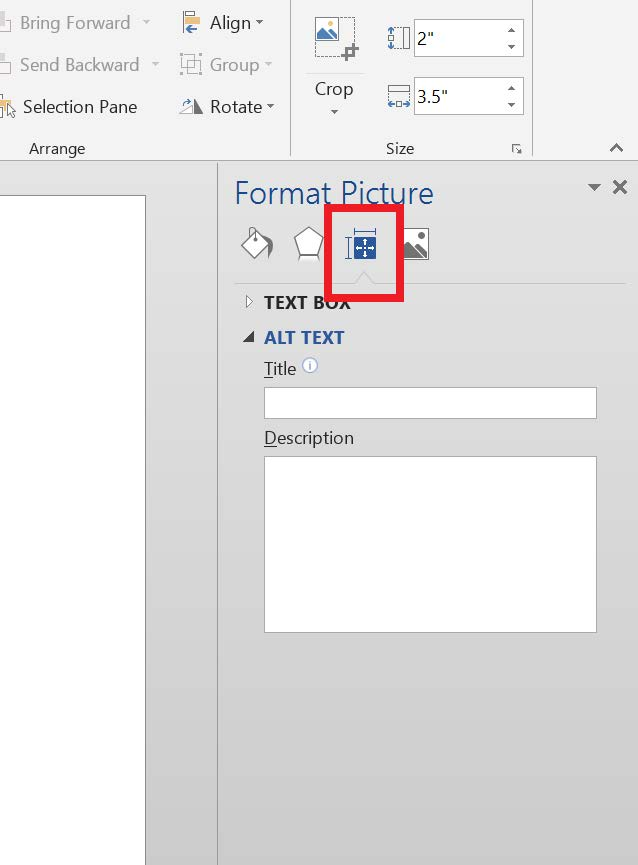 Bring Forward
Align
2"
Send Backward
Group
Crop
3.5"
Selection Pane
Rotate
Arrange
Size
Format Picture
TEXT BOX
ALT TEXT
Title
Description